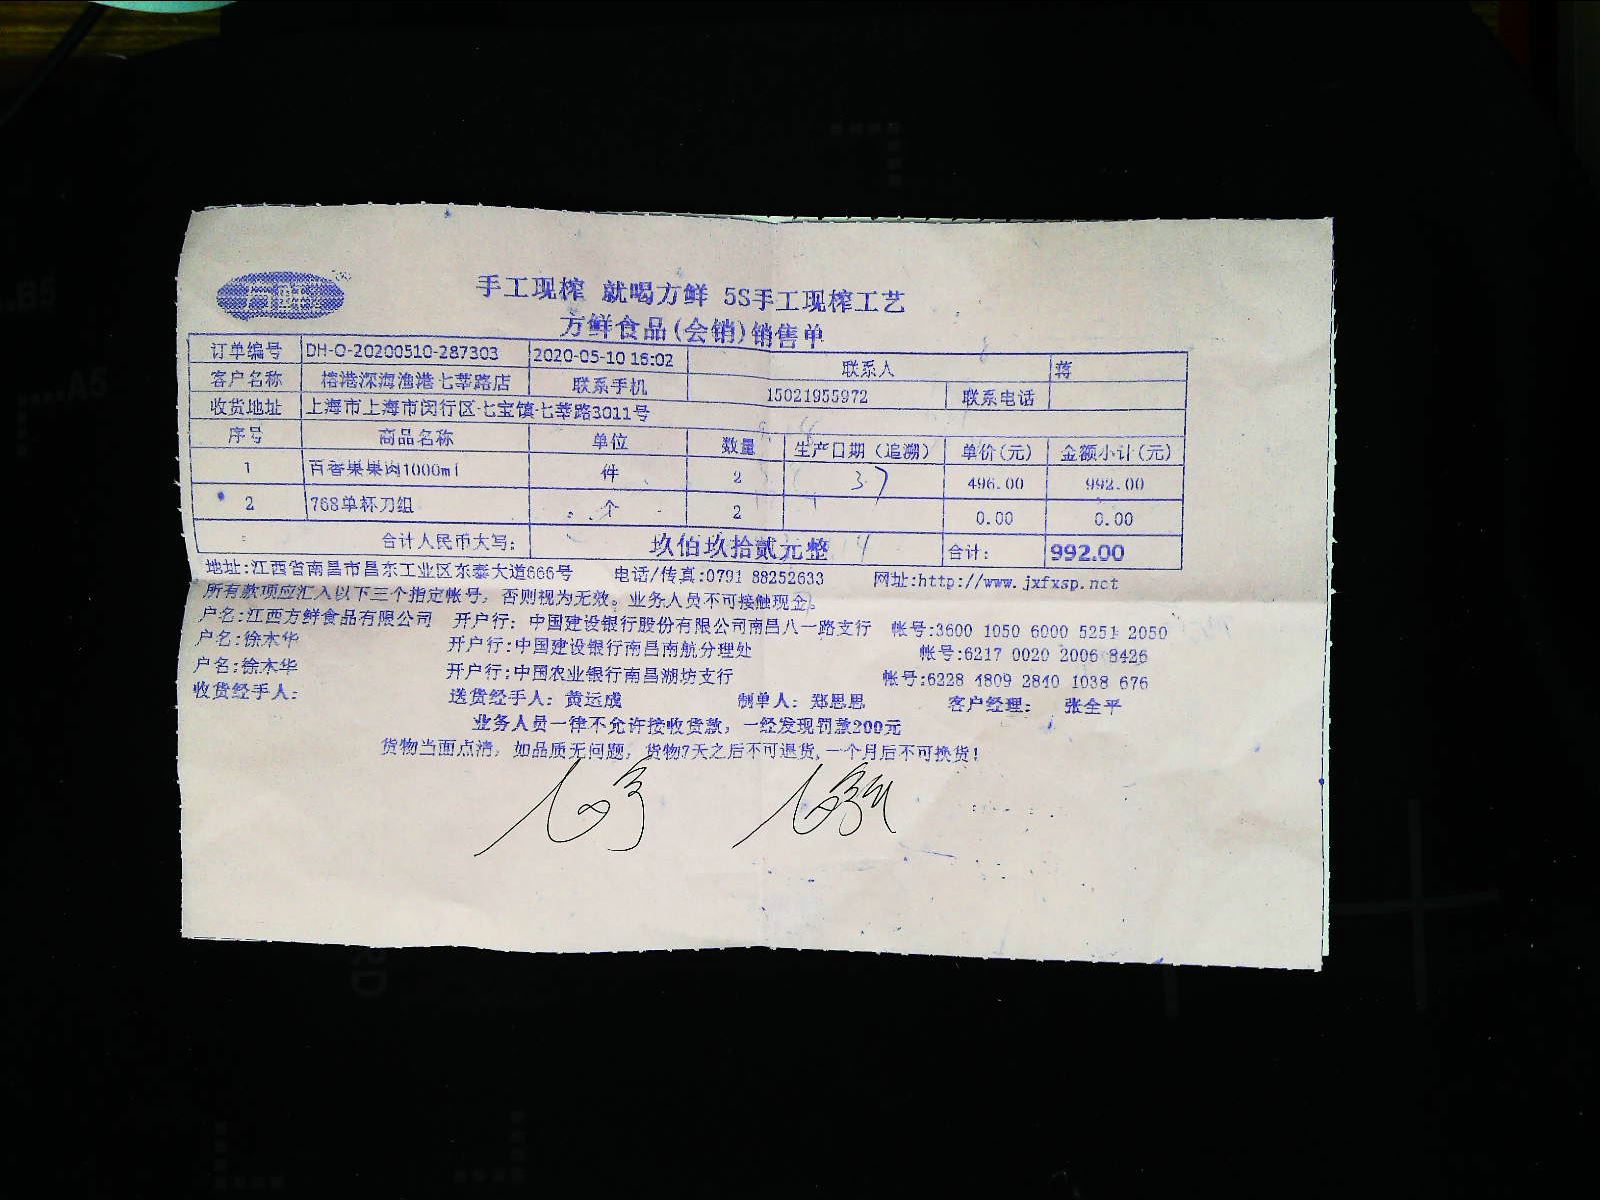 方鲜
手工现榨 就喝方鲜 5S手工现榨工艺
方鲜食品(会销)销售单
订单编号 DH-O-20200510-287303 2020-05-10 16:02 联系人 蒋
客户名称 榕港深海渔港七莘路店 联系手机 15021955972 联系电话
收货地址 上海市上海市闵行区七宝镇七莘路3011号
序号 商品名称 单位 数量 生产日期（追溯） 单价(元) 金额小计(元)
1 百香果果肉1000ml 件 2 3.7 496.00 992.00
2 768单杯刀组 个 2 0.00 0.00
合计人民币大写: 玖佰玖拾贰元整 合计: 992.00
地址:江西省南昌市昌东工业区东泰大道666号 电话/传真:0791 88252633 网址:http://www.jxfxsp.net
所有款项应汇入以下三个指定帐号，否则视为无效。业务人员不可接触现金。
户名:江西方鲜食品有限公司 开户行: 中国建设银行股份有限公司南昌八一路支行 帐号:3600 1050 6000 5251 2050
户名:徐本华 开户行:中国建设银行南昌南航分理处 帐号:6217 0020 2006 8426
户名:徐本华 开户行:中国农业银行南昌湖坊支行 帐号:6228 4809 2840 1038 676
收货经手人: 送货经手人: 黄运成 制单人: 郑思思 客户经理: 张全平
业务人员一律不允许接收货款，一经发现罚款200元
货物当面点清，如品质无问题，货物7天之后不可退货,一个月后不可换货！